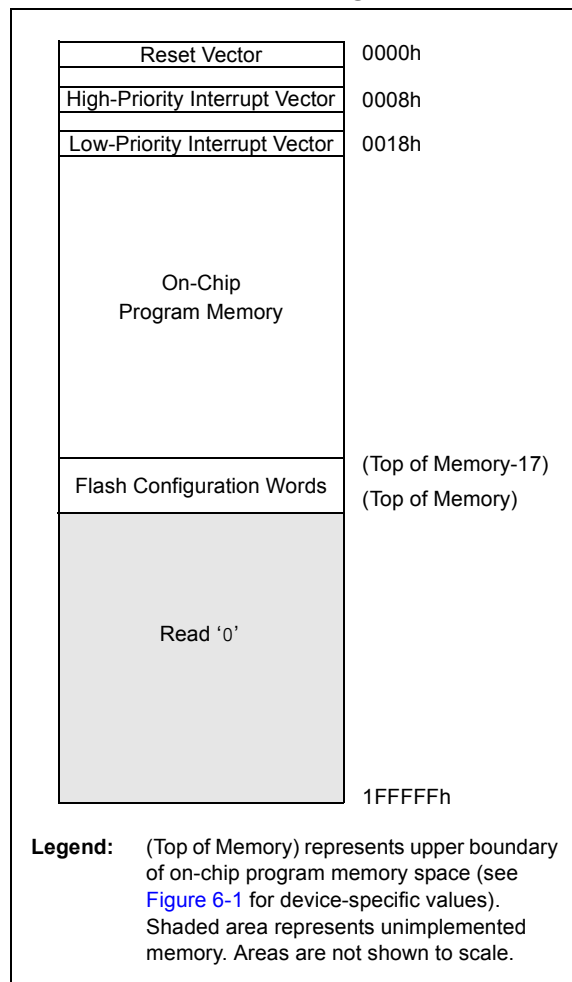 Reset Vector 0000h
High-Priority Interrupt Vector 0008h
Low-Priority Interrupt Vector 0018h
On-Chip
Program Memory
(Top of Memory-17)
Flash Configuration Words
(Top of Memory)
Read ‘0’
1FFFFFh
Legend: (Top of Memory) represents upper boundary
of on-chip program memory space (see
Figure 6-1 for device-specific values).
Shaded area represents unimplemented
memory. Areas are not shown to scale.